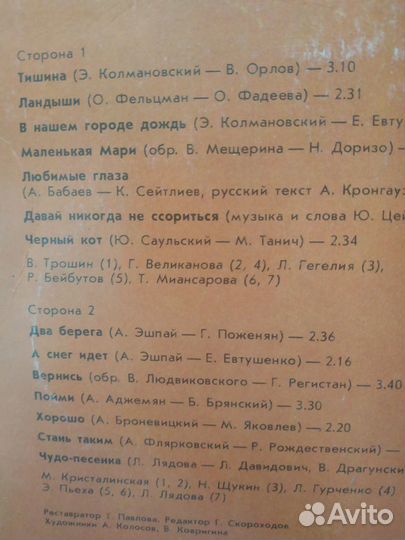 Сторона 1
Тишина (Э. Колмановский — В. Орлов) — 3.10
Ландыши (О. Фельцман — О. Фадеева) — 2.31
В нашем городе дождь (Э. Колмановский — Е. Евту
Маленькая Мари (обр. В. Мещерина — Н. Доризо) —
Любимые глаза
(А. Бабаев — К. Сейтлиев, русский текст А. Кронгауз
Давай никогда не ссориться (музыка и слова Ю. Цей
Черный кот (Ю. Саульский — М. Танич) — 2.34
В. Трошин (1), Г. Великанова (2, 4), Л. Гегелия (3),
Р. Бейбутов (5), Т. Миансарова (6, 7)
Сторона 2
Два берега (А. Эшпай — Г. Поженян) — 2.36
А снег идет (А. Эшпай — Е. Евтушенко) — 2.16
Вернись (обр. В. Людвиковского — Г. Регистан) — 3.40
Пойми (А. Аджемян — Б. Брянский) — 3.30
Хорошо (А. Броневицкий — М. Яковлев) — 2.20
Стань таким (А. Флярковский — Р. Рождественский) —
Чудо-песенка (Л. Лядова — Л. Давидович, В. Драгунски
М. Кристалинская (1, 2), Н. Щукин (3), Л. Гурченко (4)
Э. Пьеха (5, 6), Л. Лядова (7)
Реставратор Т. Павлова. Редактор Г. Скороходов
Художники А. Колосов, В. Ковригина
Avito